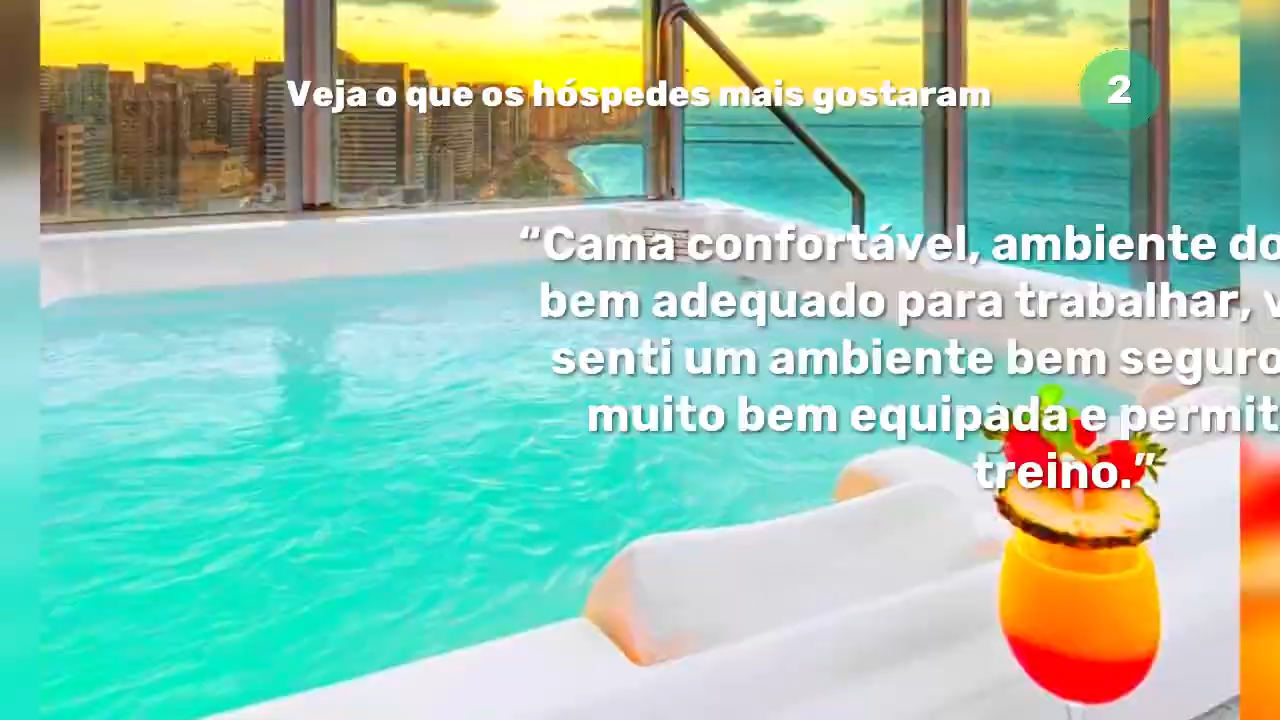 Veja o que os hóspedes mais gostaram
2
“Cama confortável, ambiente do
bem adequado para trabalhar, v
senti um ambiente bem seguro
muito bem equipada e permit
treino.”